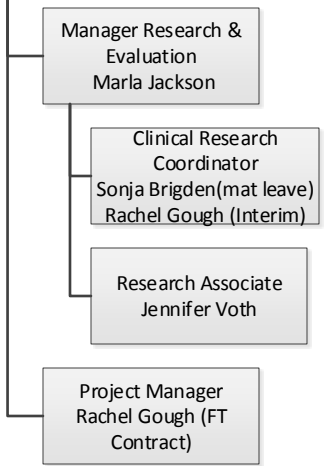 Manager Research &
Evaluation
Marla Jackson
Clinical Research
Coordinator
Sonja Brigden(mat leave)
Rachel Gough (Interim)
Research Associate
Jennifer Voth
Project Manager
Rachel Gough (FT
Contract)